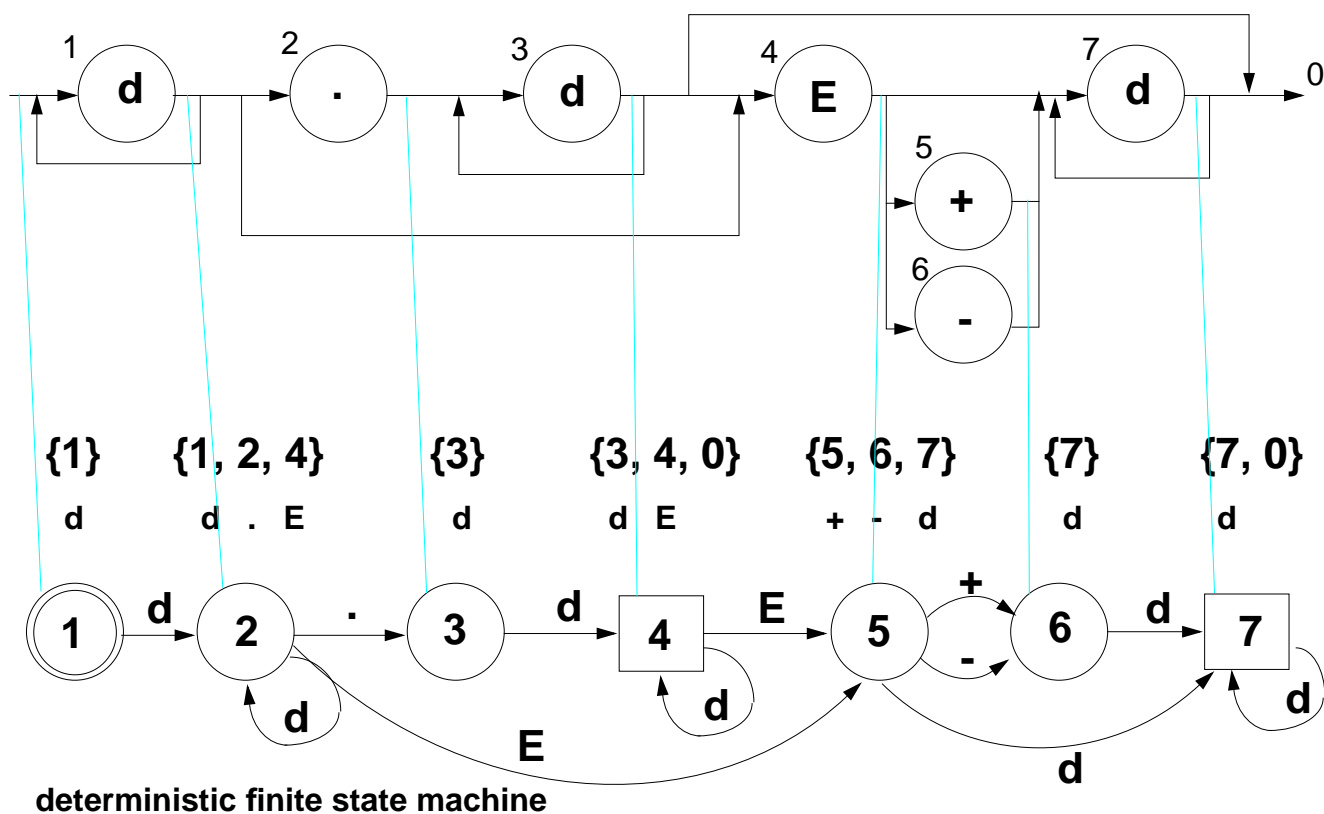 1 2 3 4 7 0
d . d E d
5
+
6
-
{1} {1, 2, 4} {3} {3, 4, 0} {5, 6, 7} {7} {7, 0}
d d . E d d E + - d d d
+
d . d E d
1 2 3 4 5 6 7
-
d d d
E d
deterministic finite state machine